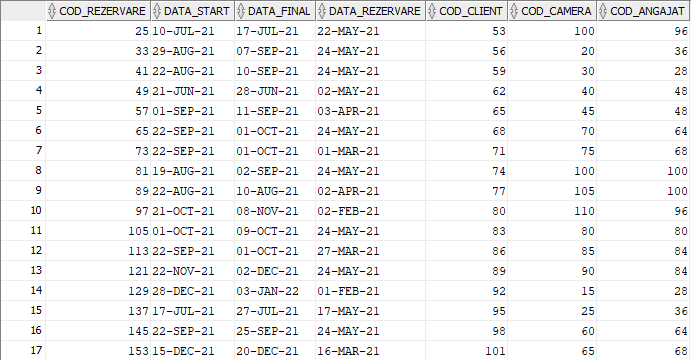 COD_REZERVARE DATA_START DATA_FINAL DATA_REZERVARE COD_CLIENT COD_CAMERA COD_ANGAJAT
1 25 10-JUL-21 17-JUL-21 22-MAY-21 53 100 96
2 33 29-AUG-21 07-SEP-21 24-MAY-21 56 20 36
3 41 22-AUG-21 10-SEP-21 24-MAY-21 59 30 28
4 49 21-JUN-21 28-JUN-21 02-MAY-21 62 40 48
5 57 01-SEP-21 11-SEP-21 03-APR-21 65 45 48
6 65 22-SEP-21 01-OCT-21 24-MAY-21 68 70 64
7 73 22-SEP-21 01-OCT-21 01-MAR-21 71 75 68
8 81 19-AUG-21 02-SEP-21 24-MAY-21 74 100 100
9 89 22-AUG-21 10-AUG-21 02-APR-21 77 105 100
10 97 21-OCT-21 08-NOV-21 02-FEB-21 80 110 96
11 105 01-OCT-21 09-OCT-21 24-MAY-21 83 80 80
12 113 22-SEP-21 01-OCT-21 27-MAR-21 86 85 84
13 121 22-NOV-21 02-DEC-21 24-MAY-21 89 90 84
14 129 28-DEC-21 03-JAN-22 01-FEB-21 92 15 28
15 137 17-JUL-21 27-JUL-21 17-MAY-21 95 25 36
16 145 22-SEP-21 25-SEP-21 24-MAY-21 98 60 64
17 153 15-DEC-21 20-DEC-21 16-MAR-21 101 65 68